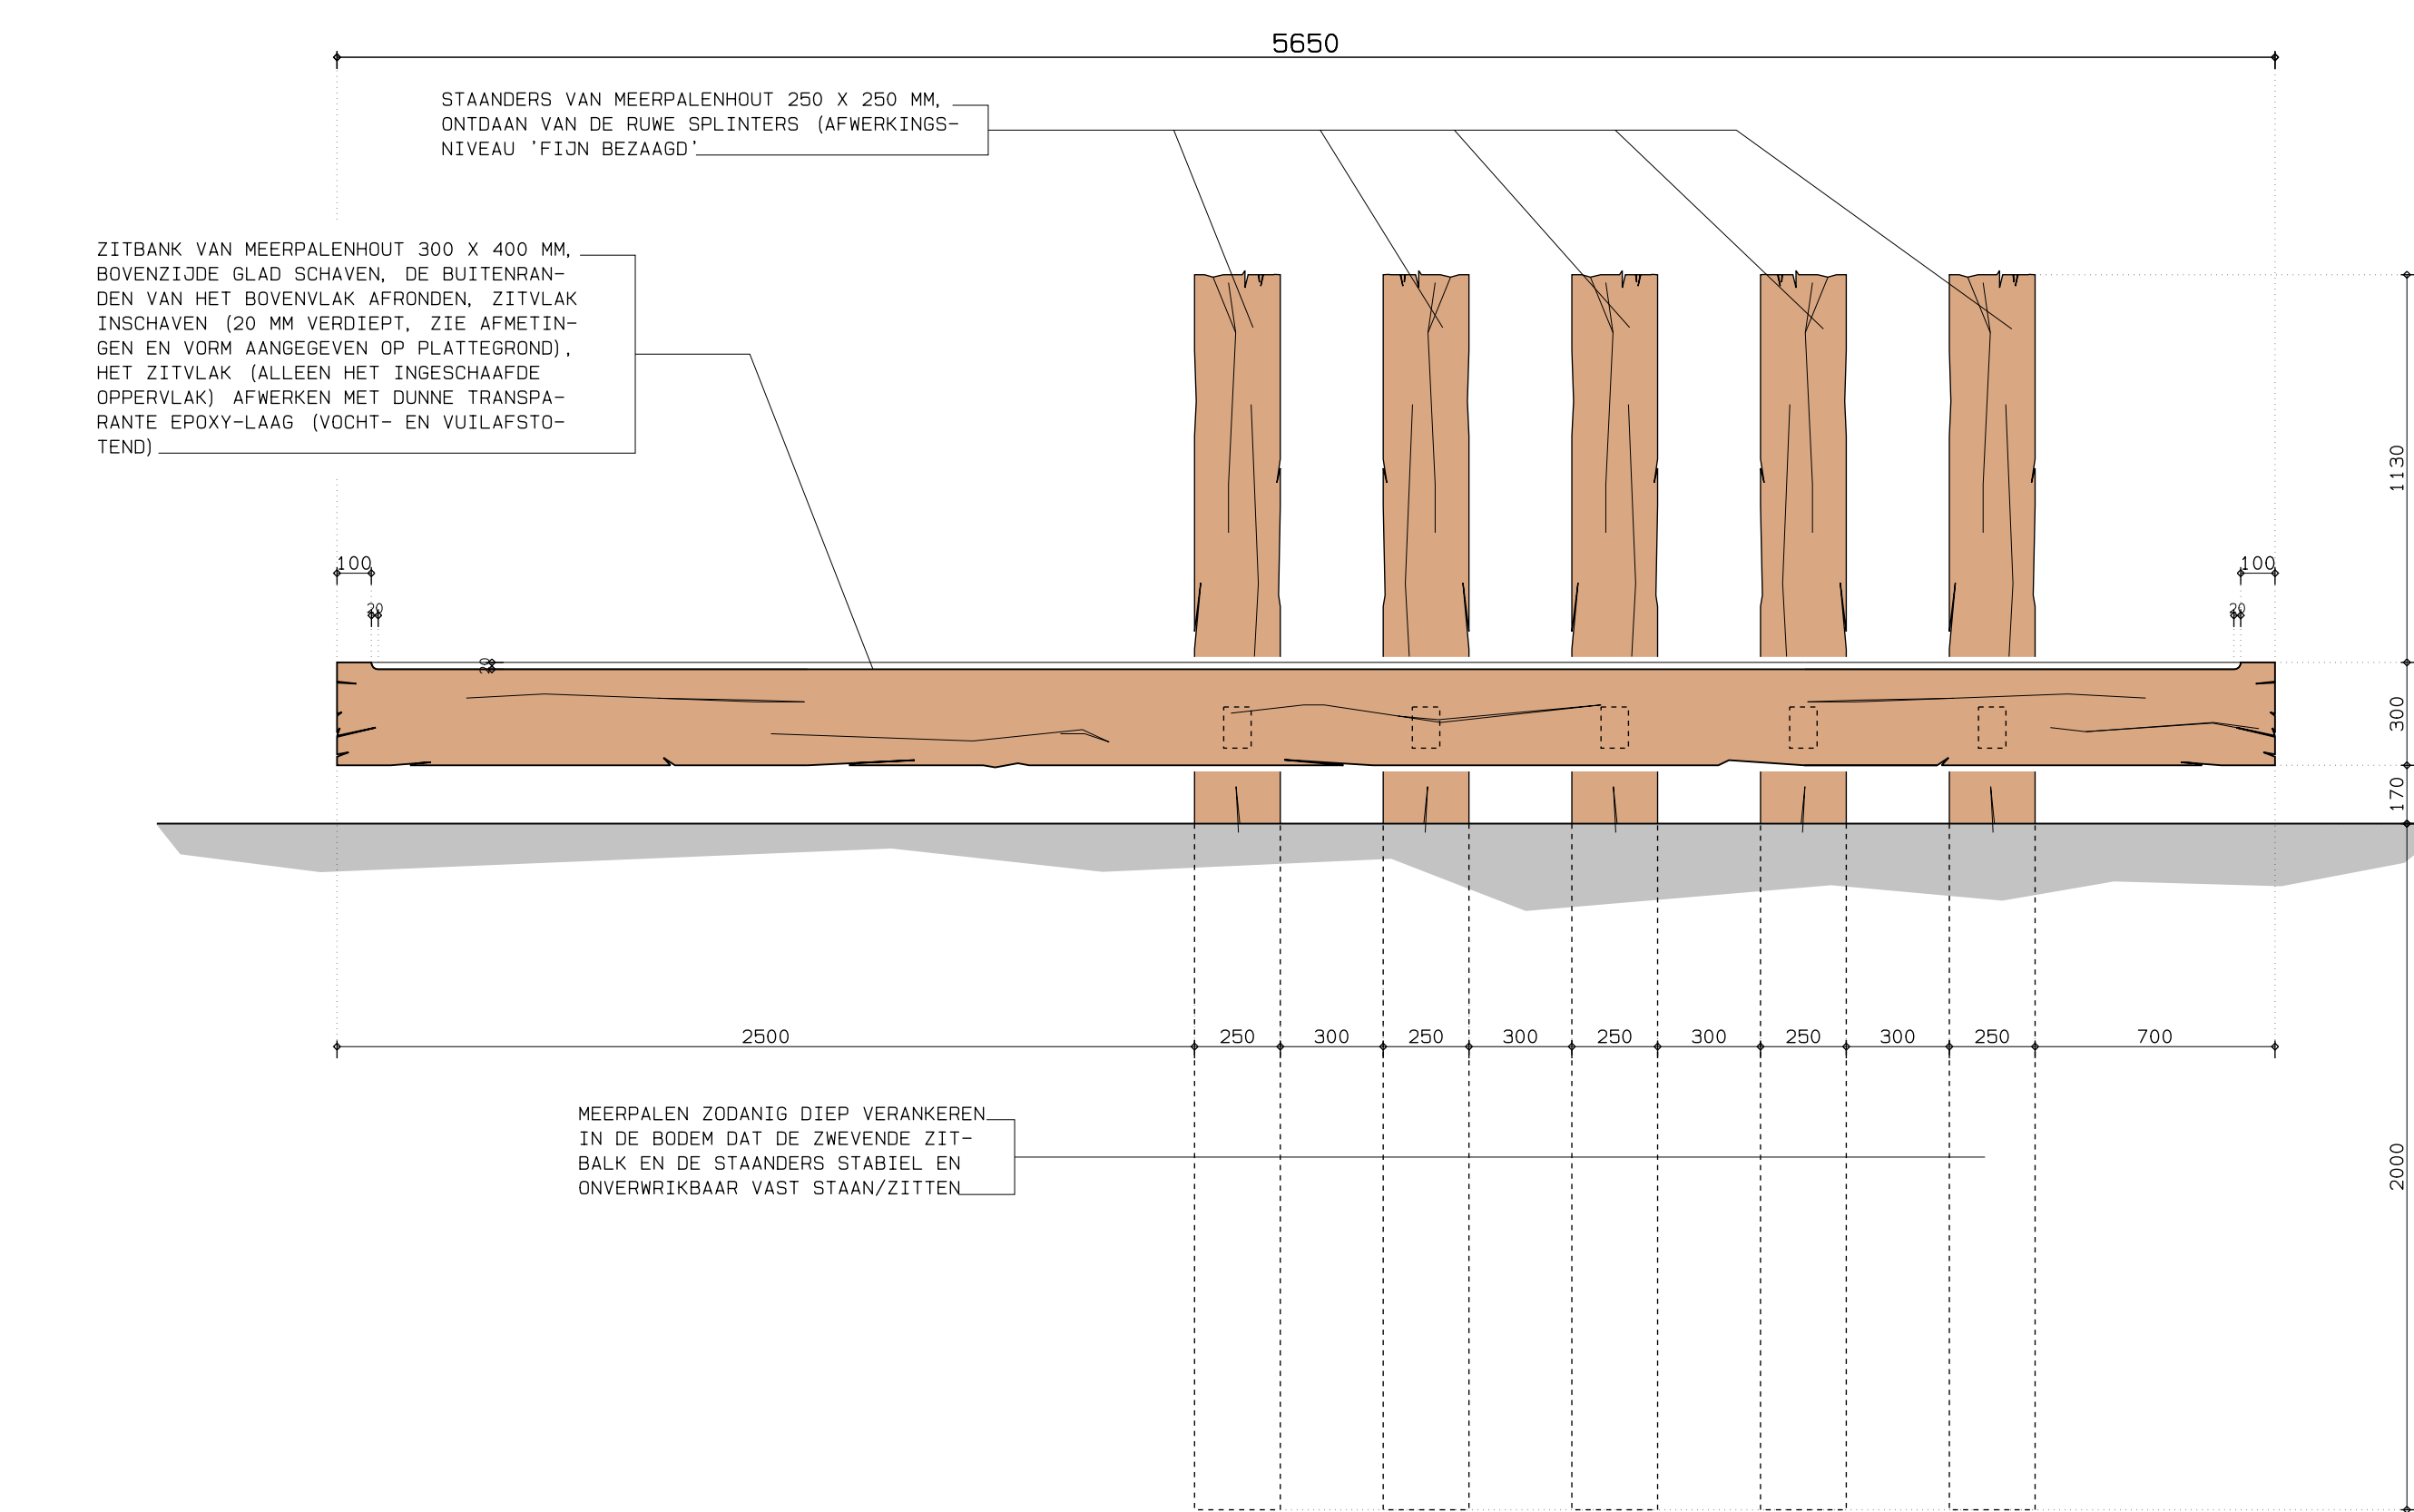 5650
STAANDERS VAN MEERPALENHOUT 250 X 250 MM,
ONTDAAN VAN DE RUWE SPLINTERS (AFWERKINGS-
NIVEAU 'FIJN BEZAAGD'
ZITBANK VAN MEERPALENHOUT 300 X 400 MM,
BOVENZIJDE GLAD SCHAVEN, DE BUITENRAN-
DEN VAN HET BOVENVLAK AFRONDEN, ZITVLAK
INSCHAVEN (20 MM VERDIEPT, ZIE AFMETIN-
GEN EN VORM AANGEGEVEN OP PLATTEGROND),
HET ZITVLAK (ALLEEN HET INGESCHAAFDE
OPPERVLAK) AFWERKEN MET DUNNE TRANSPA-
RANTE EPOXY-LAAG (VOCHT- EN VUILAFSTO-
TEND)
1130
100
100
20
20
20
300
170
2500
250
300
250
300
250
300
250
300
250
700
MEERPALEN ZODANIG DIEP VERANKEREN
IN DE BODEM DAT DE ZWEVENDE ZIT-
BALK EN DE STAANDERS STABIEL EN
ONVERWRIKBAAR VAST STAAN/ZITTEN
2000